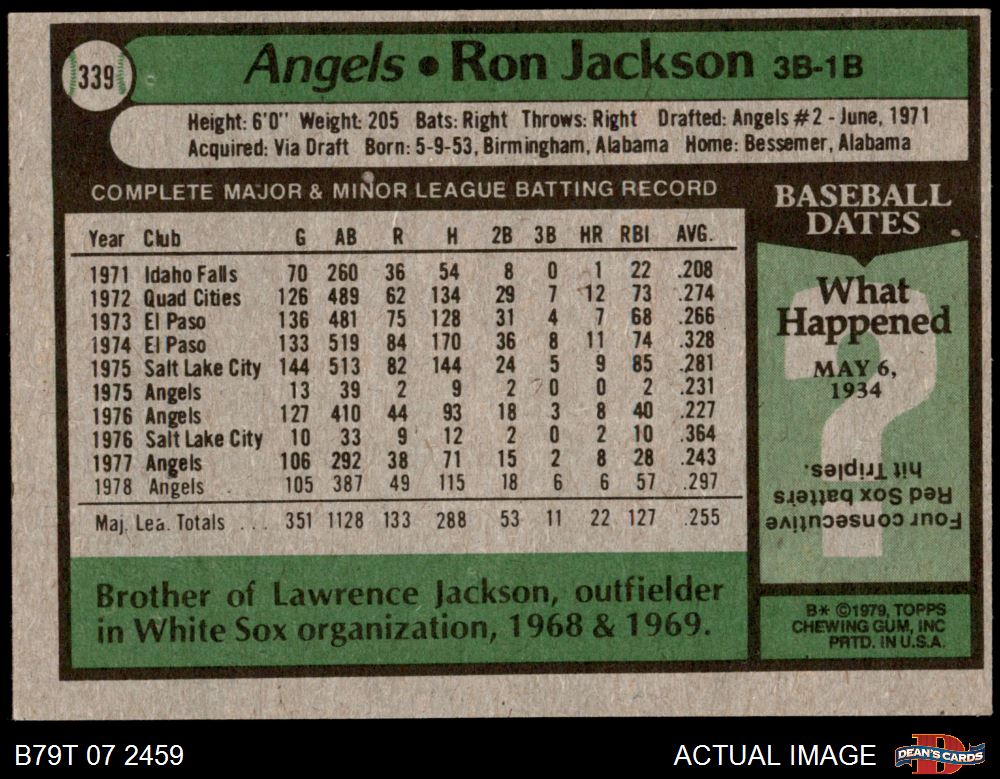 339
Angels • Ron Jackson 3B-1B
Height: 6'0" Weight: 205 Bats: Right Throws: Right Drafted: Angels #2 - June, 1971
Acquired: Via Draft Born: 5-9-53, Birmingham, Alabama Home: Bessemer, Alabama
COMPLETE MAJOR & MINOR LEAGUE BATTING RECORD
Year Club G AB R H 2B 3B HR RBI AVG.
1971 Idaho Falls 70 260 36 54 8 0 1 22 .208
1972 Quad Cities 126 489 62 134 29 7 12 73 .274
1973 El Paso 136 481 75 128 31 4 7 68 .266
1974 El Paso 133 519 84 170 36 8 11 74 .328
1975 Salt Lake City 144 513 82 144 24 5 9 85 .281
1975 Angels 13 39 2 9 2 0 0 2 .231
1976 Angels 127 410 44 93 18 3 8 40 .227
1976 Salt Lake City 10 33 9 12 2 0 2 10 .364
1977 Angels 106 292 38 71 15 2 8 28 .243
1978 Angels 105 387 49 115 18 6 6 57 .297
Maj. Lea. Totals ... 351 1128 133 288 53 11 22 127 .255
BASEBALL
DATES
What
Happened
MAY 6,
1934
?
Four consecutive
Red Sox batters
hit Triples.
Brother of Lawrence Jackson, outfielder
in White Sox organization, 1968 & 1969.
B* ©1979, TOPPS
CHEWING GUM, INC
PRTD. IN U.S.A.
B79T 07 2459
ACTUAL IMAGE
DEAN'S CARDS